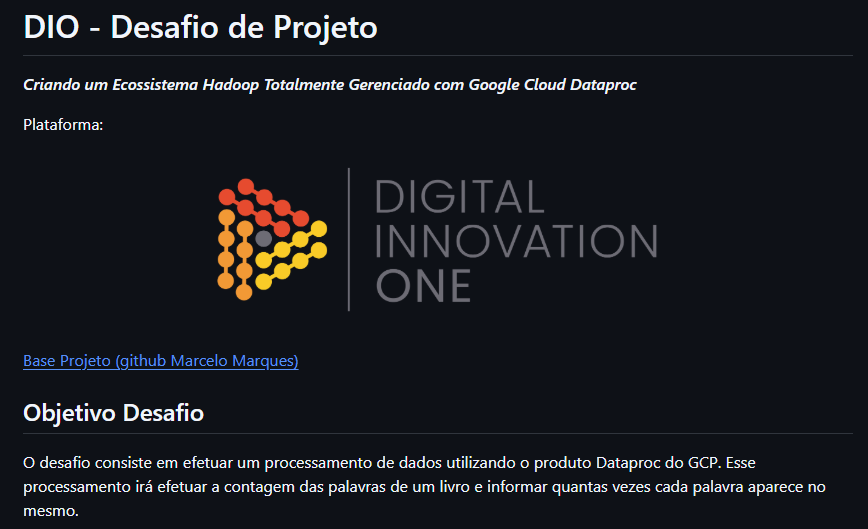 DIO - Desafio de Projeto
Criando um Ecossistema Hadoop Totalmente Gerenciado com Google Cloud Dataproc
Plataforma:
DIGITAL
INNOVATION
ONE
Base Projeto (github Marcelo Marques)
Objetivo Desafio
O desafio consiste em efetuar um processamento de dados utilizando o produto Dataproc do GCP. Esse
processamento irá efetuar a contagem das palavras de um livro e informar quantas vezes cada palavra aparece no
mesmo.